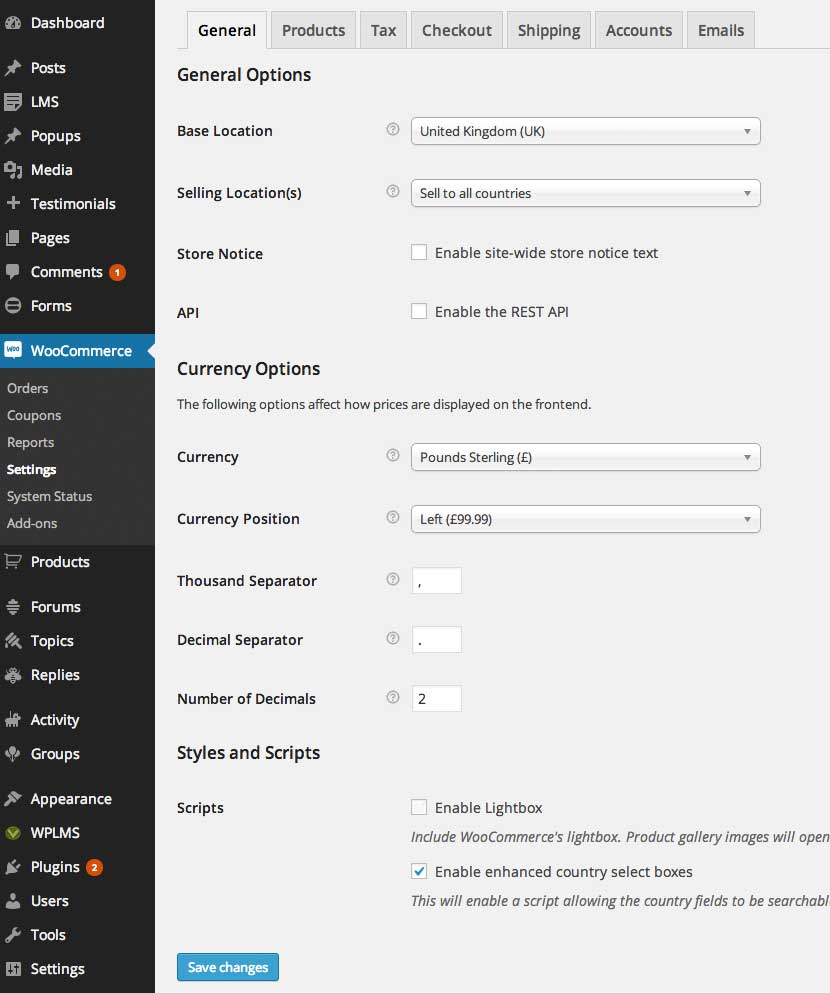 Dashboard
Posts
LMS
Popups
Media
Testimonials
Pages
Comments 1
Forms
WOO WooCommerce
Orders
Coupons
Reports
Settings
System Status
Add-ons
Products
Forums
Topics
Replies
Activity
Groups
Appearance
WPLMS
Plugins 2
Users
Tools
Settings
General Products Tax Checkout Shipping Accounts Emails
General Options
Base Location ? United Kingdom (UK)
Selling Location(s) ? Sell to all countries
Store Notice Enable site-wide store notice text
API Enable the REST API
Currency Options
The following options affect how prices are displayed on the frontend.
Currency ? Pounds Sterling (£)
Currency Position ? Left (£99.99)
Thousand Separator ? ,
Decimal Separator ? .
Number of Decimals ? 2
Styles and Scripts
Scripts Enable Lightbox
Include WooCommerce's lightbox. Product gallery images will open
Enable enhanced country select boxes
This will enable a script allowing the country fields to be searchabl
Save changes